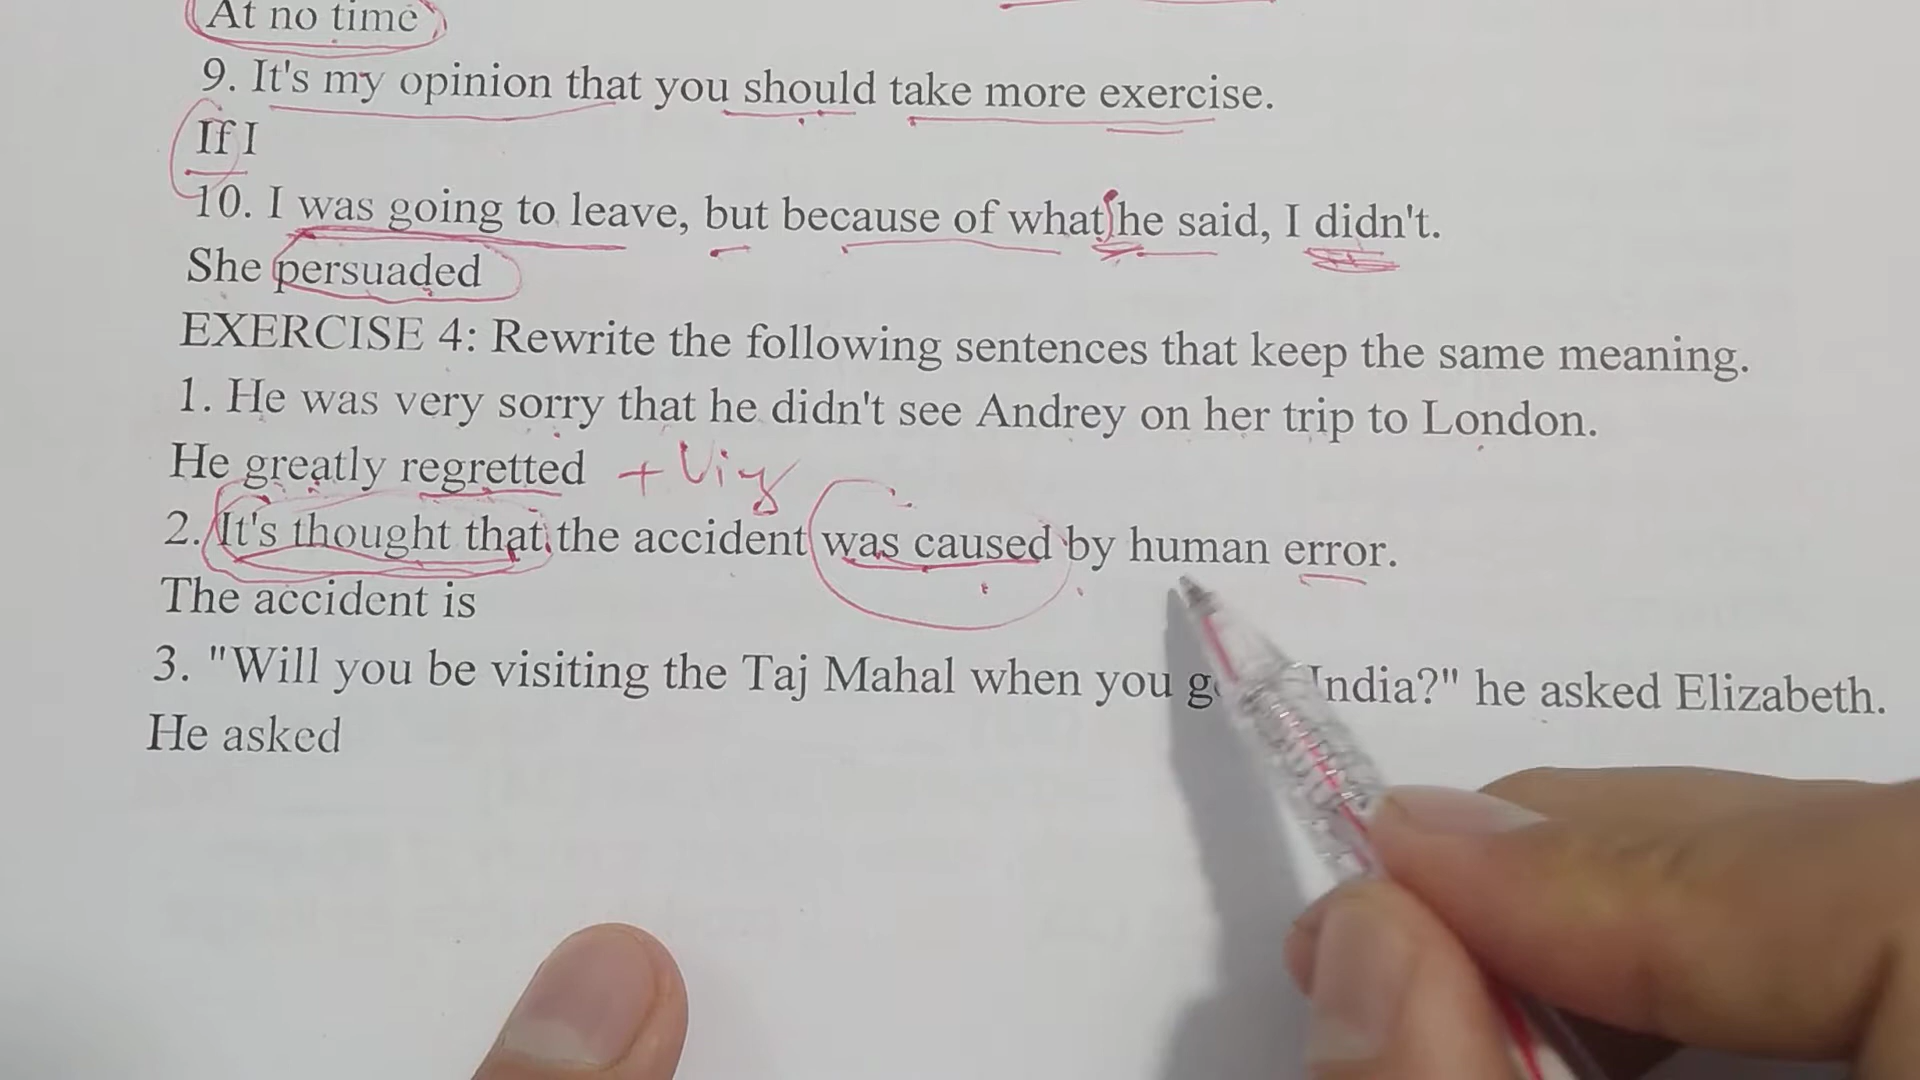 At no time
9. It's my opinion that you should take more exercise.
If I
10. I was going to leave, but because of what he said, I didn't.
She persuaded
EXERCISE 4: Rewrite the following sentences that keep the same meaning.
1. He was very sorry that he didn't see Andrey on her trip to London.
He greatly regretted + Ving
2. It's thought that the accident was caused by human error.
The accident is
3. "Will you be visiting the Taj Mahal when you India?" he asked Elizabeth.
He asked